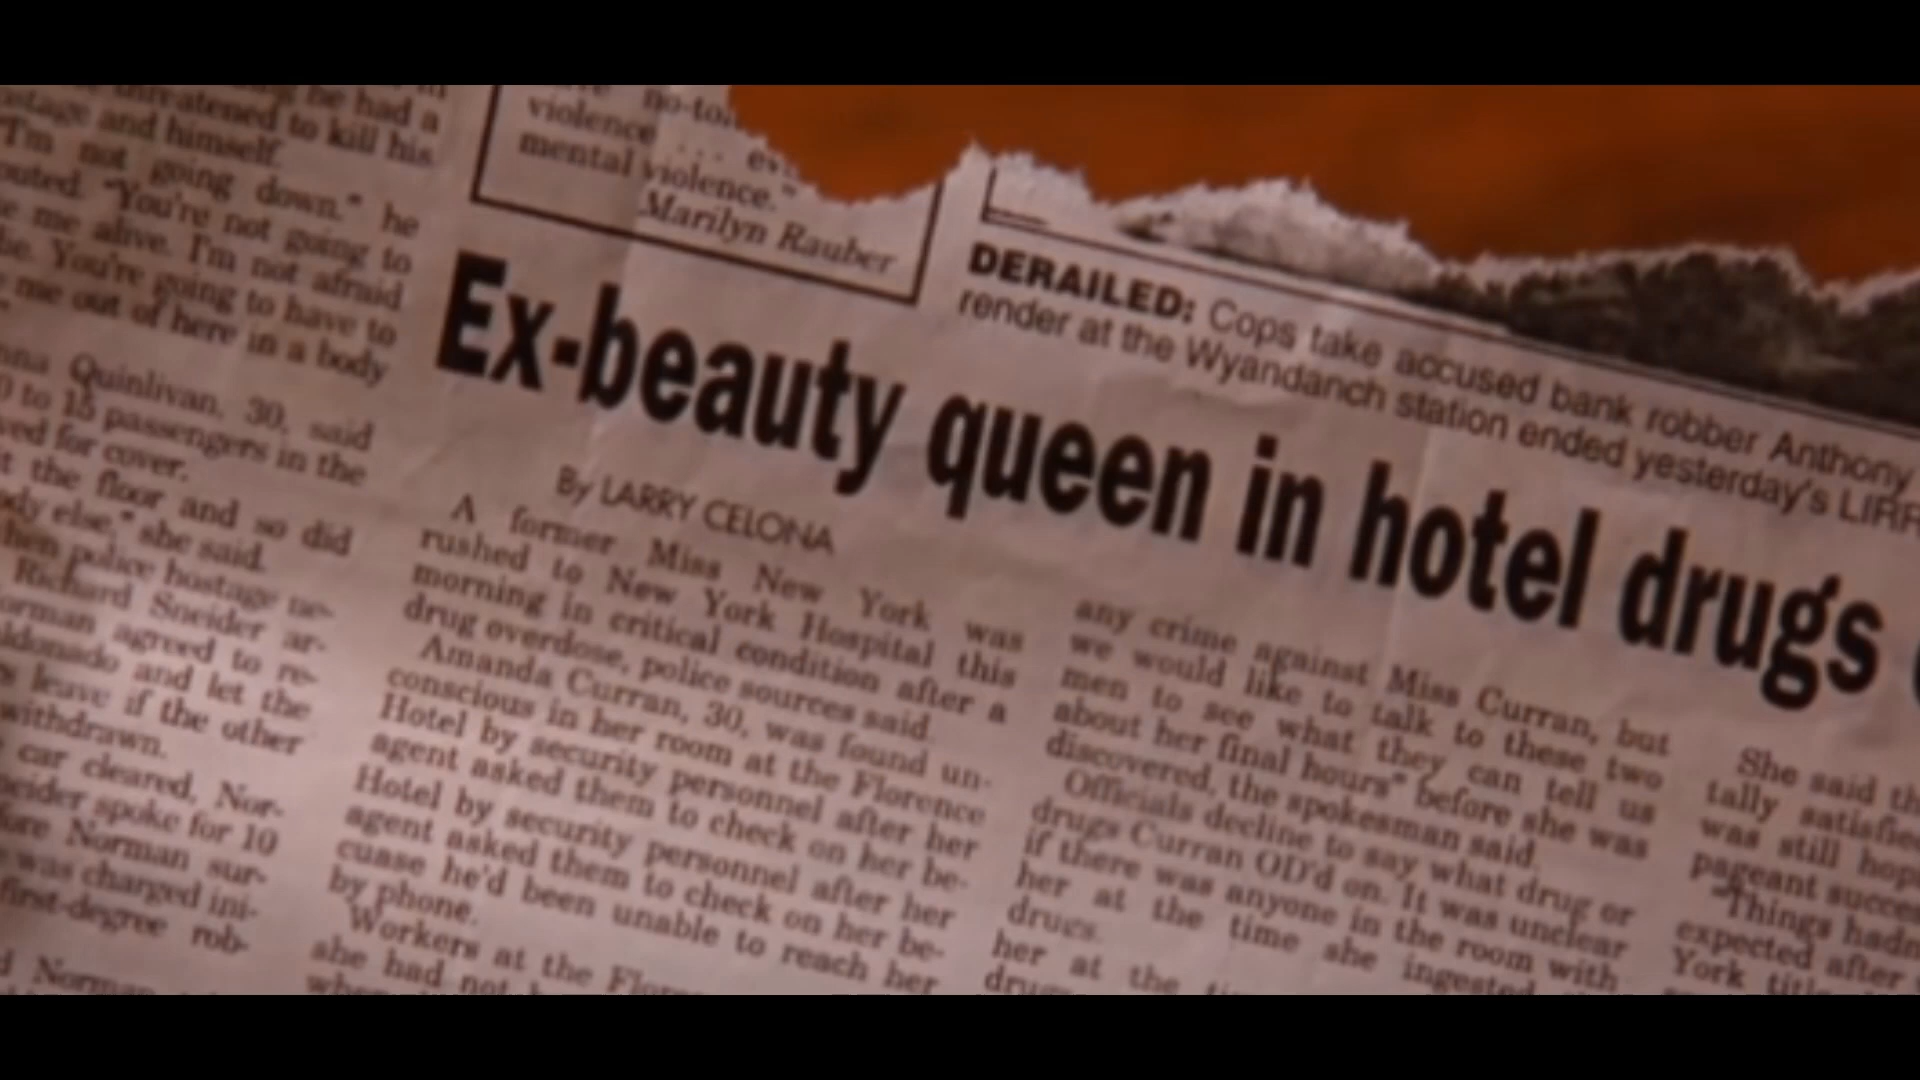 he had a
threatened to kill his
and himself.
"I'm not going down." he
"You're not going to
me alive. I'm not afraid
You're going to have to
me out of here in a body
Quinlivan, 30, said
to 15 passengers in the
for cover.
the floor and so did
else," she said.
police hostage ne-
Richard Sneider ar-
agreed to re-
and let the
leave if the other
withdrawn.
car cleared, Nor-
spoke for 10
Norman sur-
was charged ini-
first-degree rob-
Norman
violence ...
mental violence."
Marilyn Rauber
DERAILED: Cops take accused bank robber Anthony
render at the Wyandanch station ended yesterday's LIRR
Ex-beauty queen in hotel drugs
By LARRY CELONA
A former Miss New York was
rushed to New York Hospital this
morning in critical condition after a
drug overdose, police sources said.
Amanda Curran, 30, was found un-
conscious in her room at the Florence
Hotel by security personnel after her
agent asked them to check on her be-
Hotel by security personnel after her
agent asked them to check on her be-
cuase he'd been unable to reach her
by phone.
Workers at the
she had not
any crime against Miss Curran, but
we would like to talk to these two
men to see what they can tell us
about her final hours" before she was
discovered, the spokesman said.
Officials decline to say what drug or
drugs Curran OD'd on. It was unclear
if there was anyone in the room with
her at the time she ingested
drugs.
her at the
She said
tally
was still
pageant
"Things
expected after
York